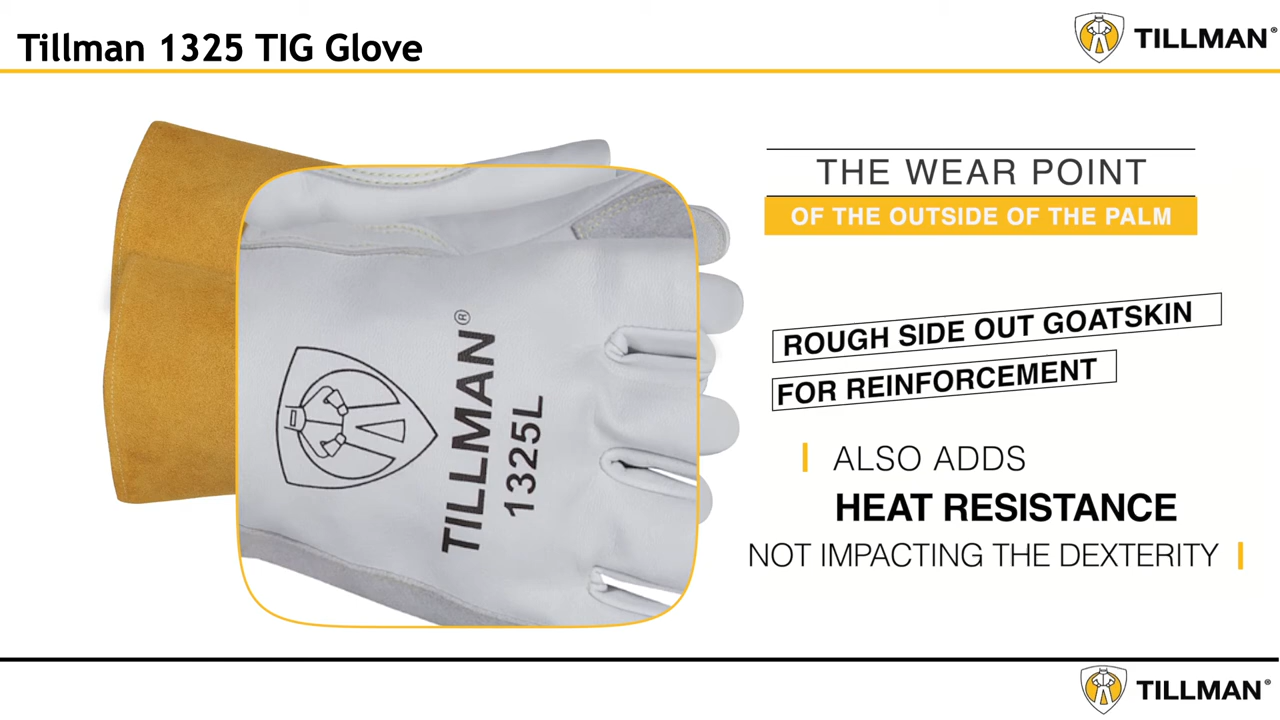 Tillman 1325 TIG Glove
TILLMAN®
THE WEAR POINT
OF THE OUTSIDE OF THE PALM
TILLMAN®
1325L
ROUGH SIDE OUT GOATSKIN
FOR REINFORCEMENT
ALSO ADDS
HEAT RESISTANCE
NOT IMPACTING THE DEXTERITY
TILLMAN®